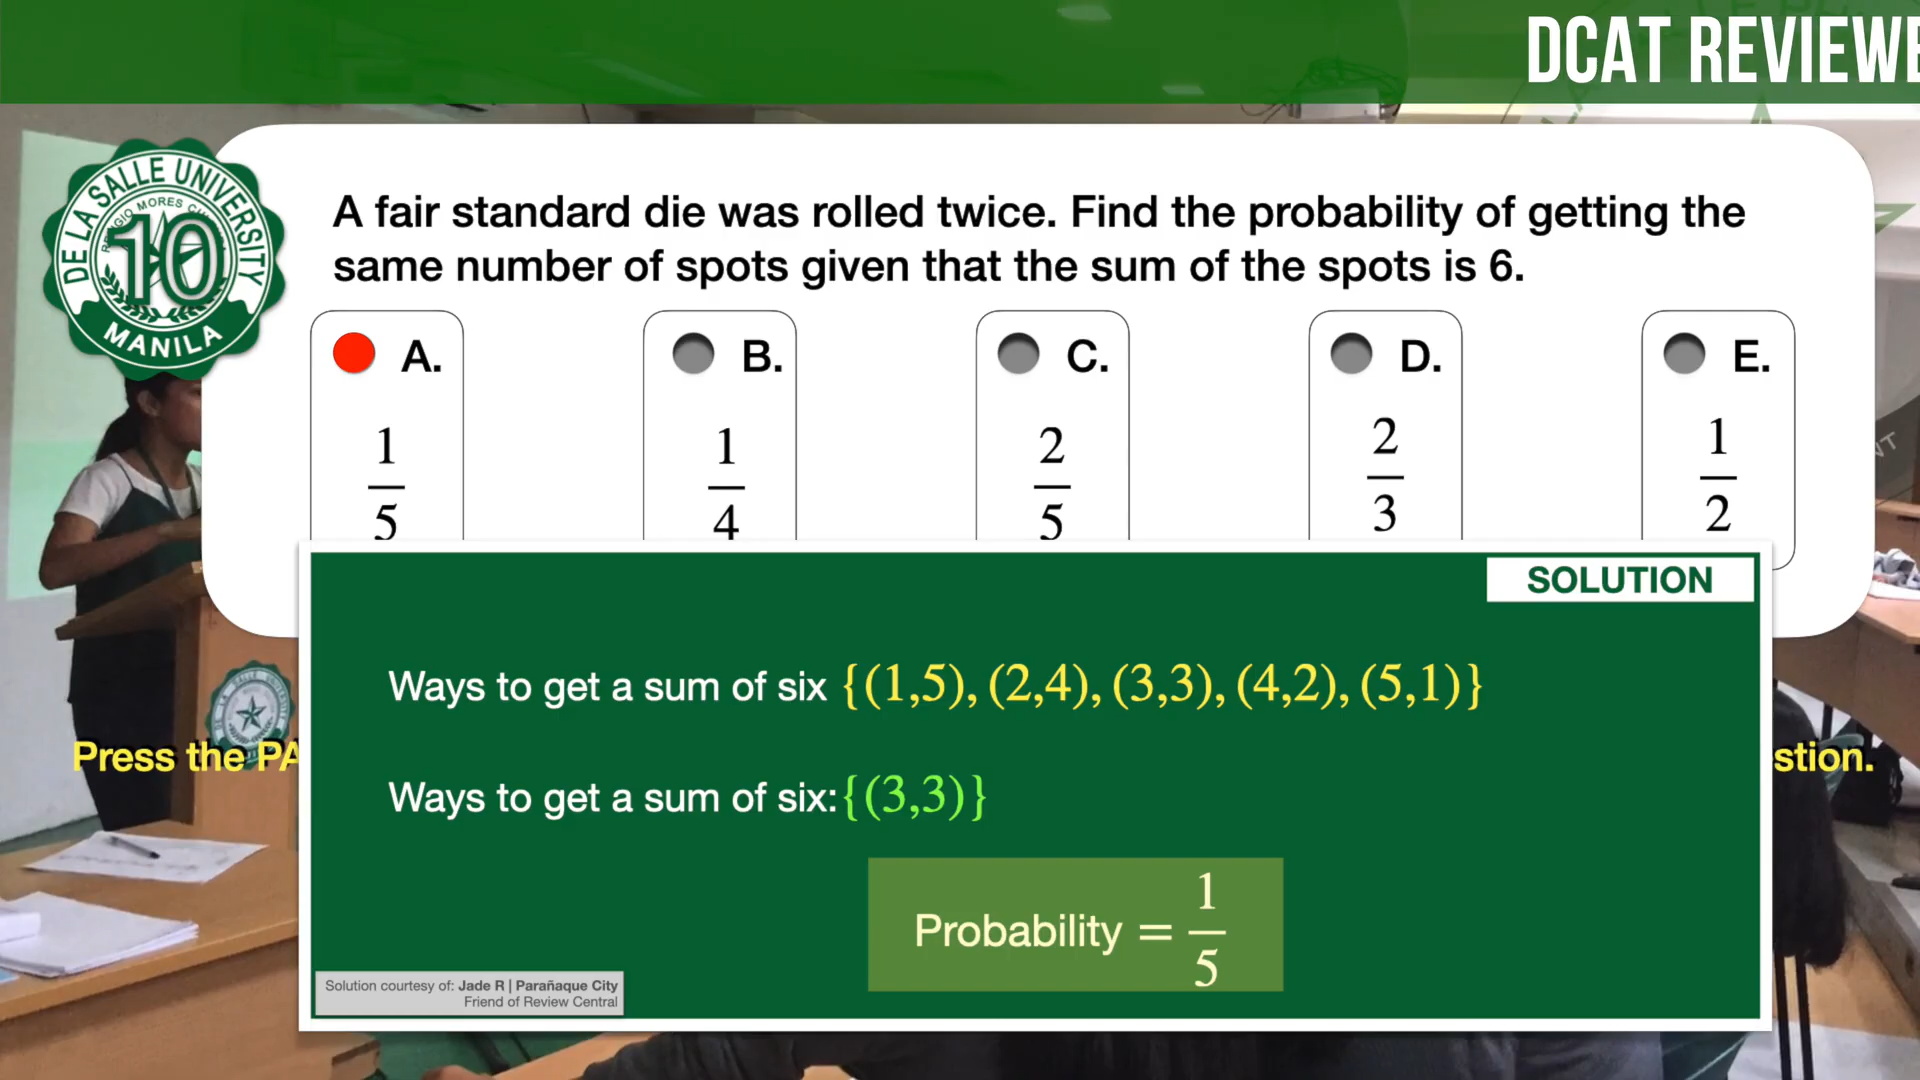 DCAT REVIEWE
DE LA SALLE UNIVERSITY
10
MANILA
A fair standard die was rolled twice. Find the probability of getting the
same number of spots given that the sum of the spots is 6.
A. B. C. D. E.
1/5 1/4 2/5 2/3 1/2
SOLUTION
Ways to get a sum of six {(1,5), (2,4), (3,3), (4,2), (5,1)}
Press the PA
stion.
Ways to get a sum of six:{(3,3)}
Probability = 1/5
Solution courtesy of: Jade R | Parañaque City
Friend of Review Central